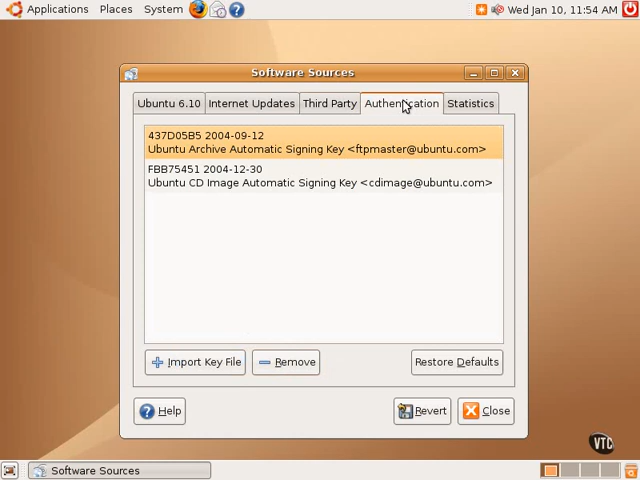 Applications Places System Wed Jan 10, 11:54 AM
Software Sources
Ubuntu 6.10 Internet Updates Third Party Authentication Statistics
437D05B5 2004-09-12
Ubuntu Archive Automatic Signing Key <ftpmaster@ubuntu.com>
FBB75451 2004-12-30
Ubuntu CD Image Automatic Signing Key <cdimage@ubuntu.com>
Import Key File Remove Restore Defaults
Help Revert Close
VTC
Software Sources